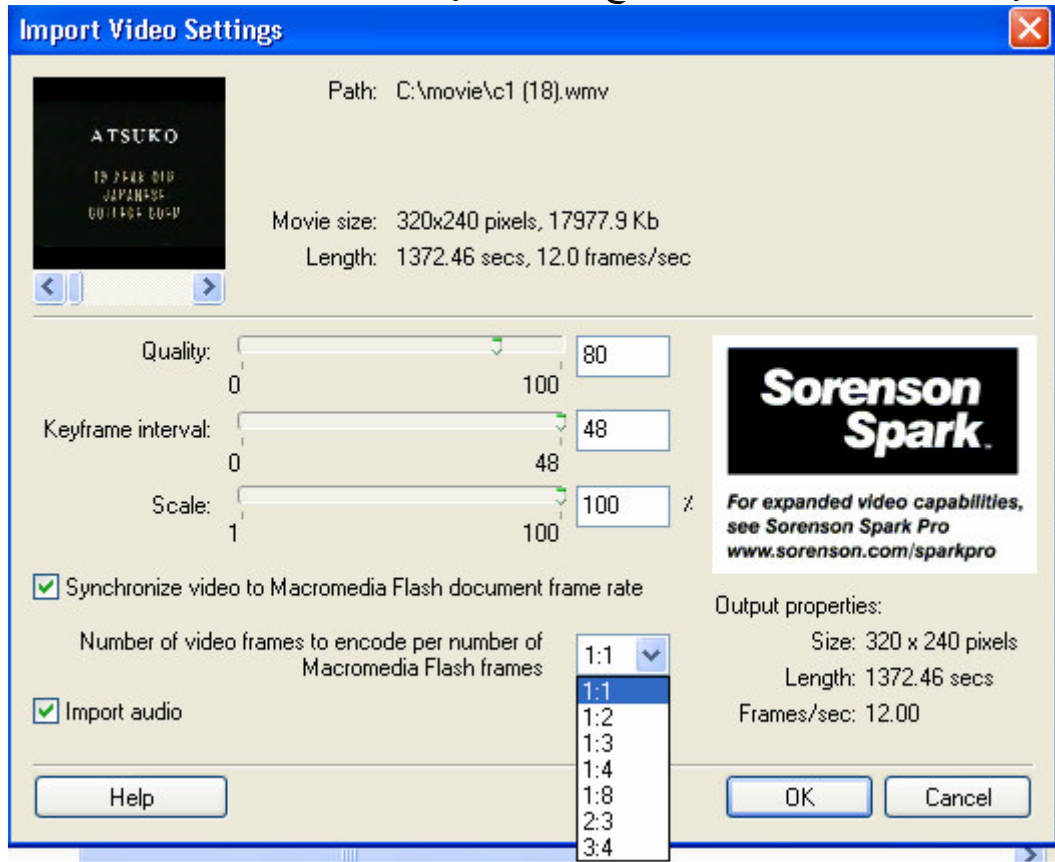 Import Video Settings
ATSUKO
Path: C:\movie\c1 (18).wmv
Movie size: 320x240 pixels, 17977.9 Kb
Length: 1372.46 secs, 12.0 frames/sec
Quality: 80
0 100
Keyframe interval: 48
0 48
Scale: 100 %
1 100
Sorenson
Spark.
For expanded video capabilities,
see Sorenson Spark Pro
www.sorenson.com/sparkpro
Synchronize video to Macromedia Flash document frame rate
Number of video frames to encode per number of
Macromedia Flash frames
1:1
1:1
1:2
1:3
1:4
1:8
2:3
3:4
Import audio
Output properties:
Size: 320 x 240 pixels
Length: 1372.46 secs
Frames/sec: 12.00
Help
OK
Cancel